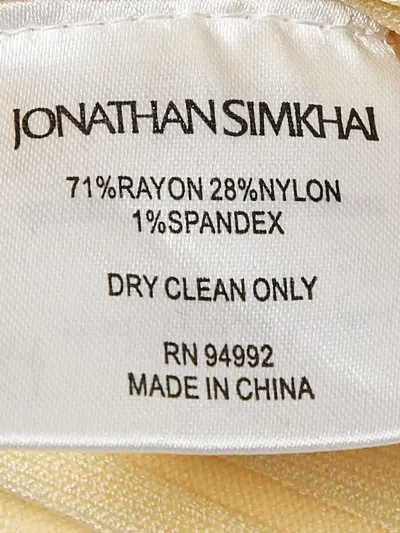 JONATHAN SIMKHAI
71%RAYON 28%NYLON
1%SPANDEX
DRY CLEAN ONLY
RN 94992
MADE IN CHINA